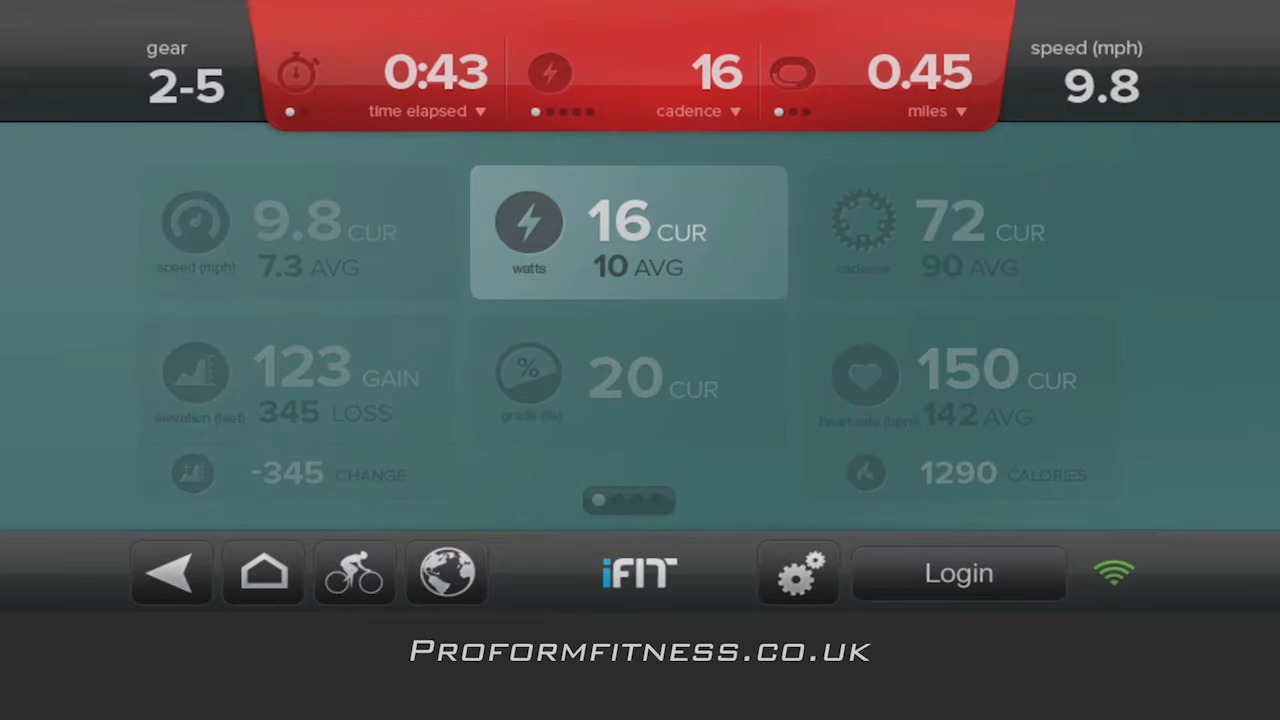 gear
2-5
0:43
time elapsed ▼
16
cadence ▼
0.45
miles ▼
speed (mph)
9.8
9.8 CUR
speed (mph)
7.3 AVG
16 CUR
watts
10 AVG
72 CUR
cadence
90 AVG
123 GAIN
elevation (feet)
345 LOSS
-345 CHANGE
%
20 CUR
grade (%)
150 CUR
heart rate (bpm)
142 AVG
1290 CALORIES
iFIT
Login
Proformfitness.co.uk